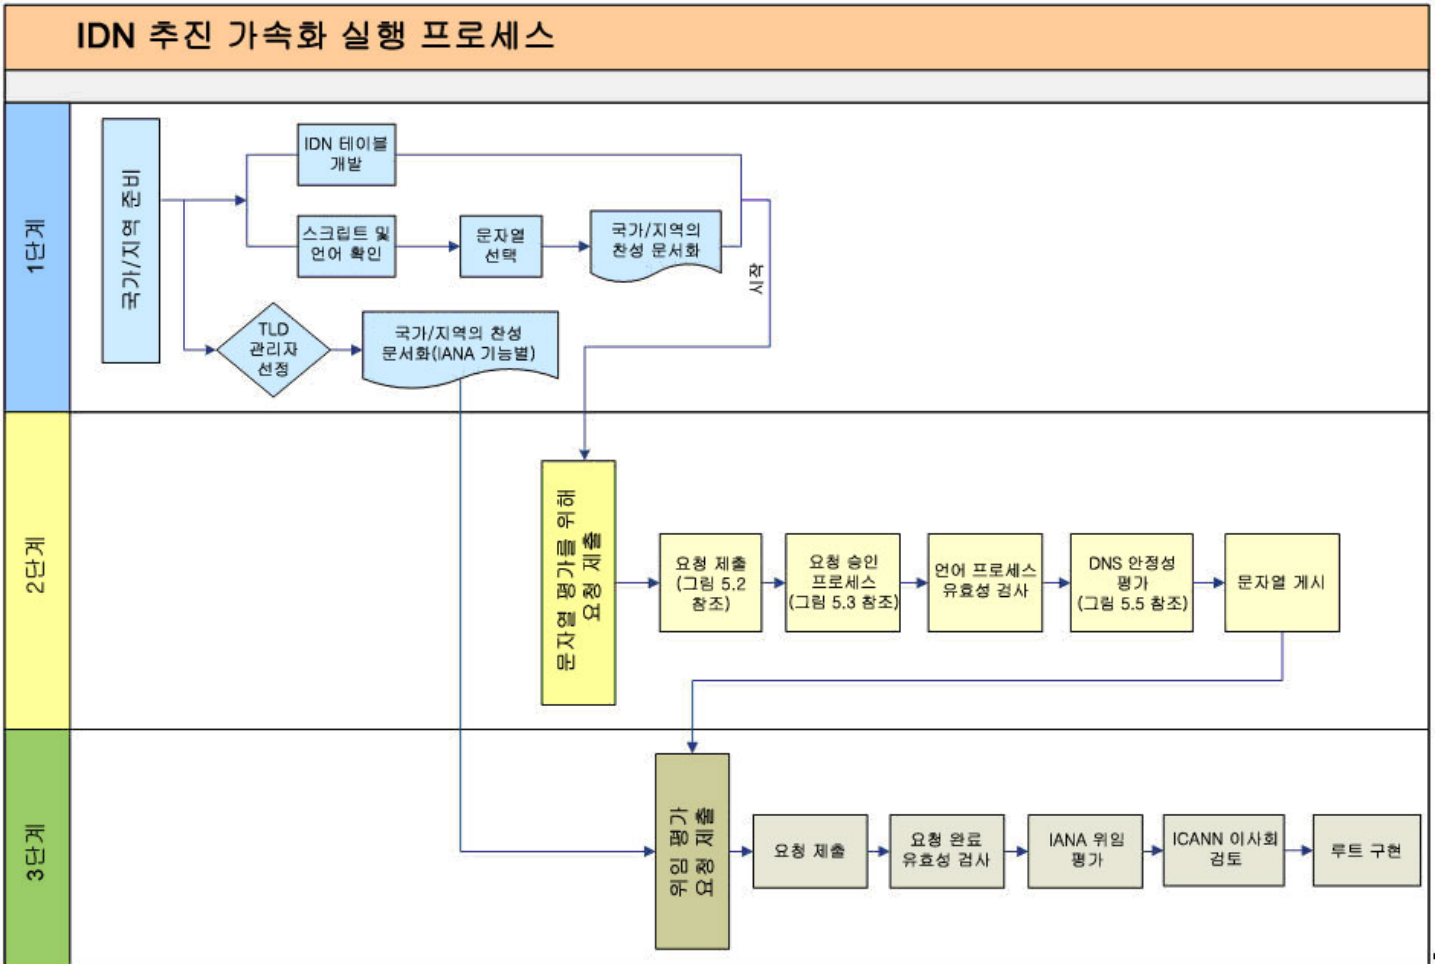 IDN 추진 가속화 실행 프로세스
1단계
국가/지역 준비
IDN 테이블
개발
스크립트 및
언어 확인
문자열
선택
국가/지역의
찬성 문서화
시작
TLD
관리자
선정
국가/지역의 찬성
문서화(IANA 기능별)
2단계
문자열 평가를 위해
요청 제출
요청 제출
(그림 5.2
참조)
요청 승인
프로세스
(그림 5.3 참조)
언어 프로세스
유효성 검사
DNS 안정성
평가
(그림 5.5 참조)
문자열 게시
3단계
위임 평가
요청 제출
요청 제출
요청 완료
유효성 검사
IANA 위임
평가
ICANN 이사회
검토
루트 구현